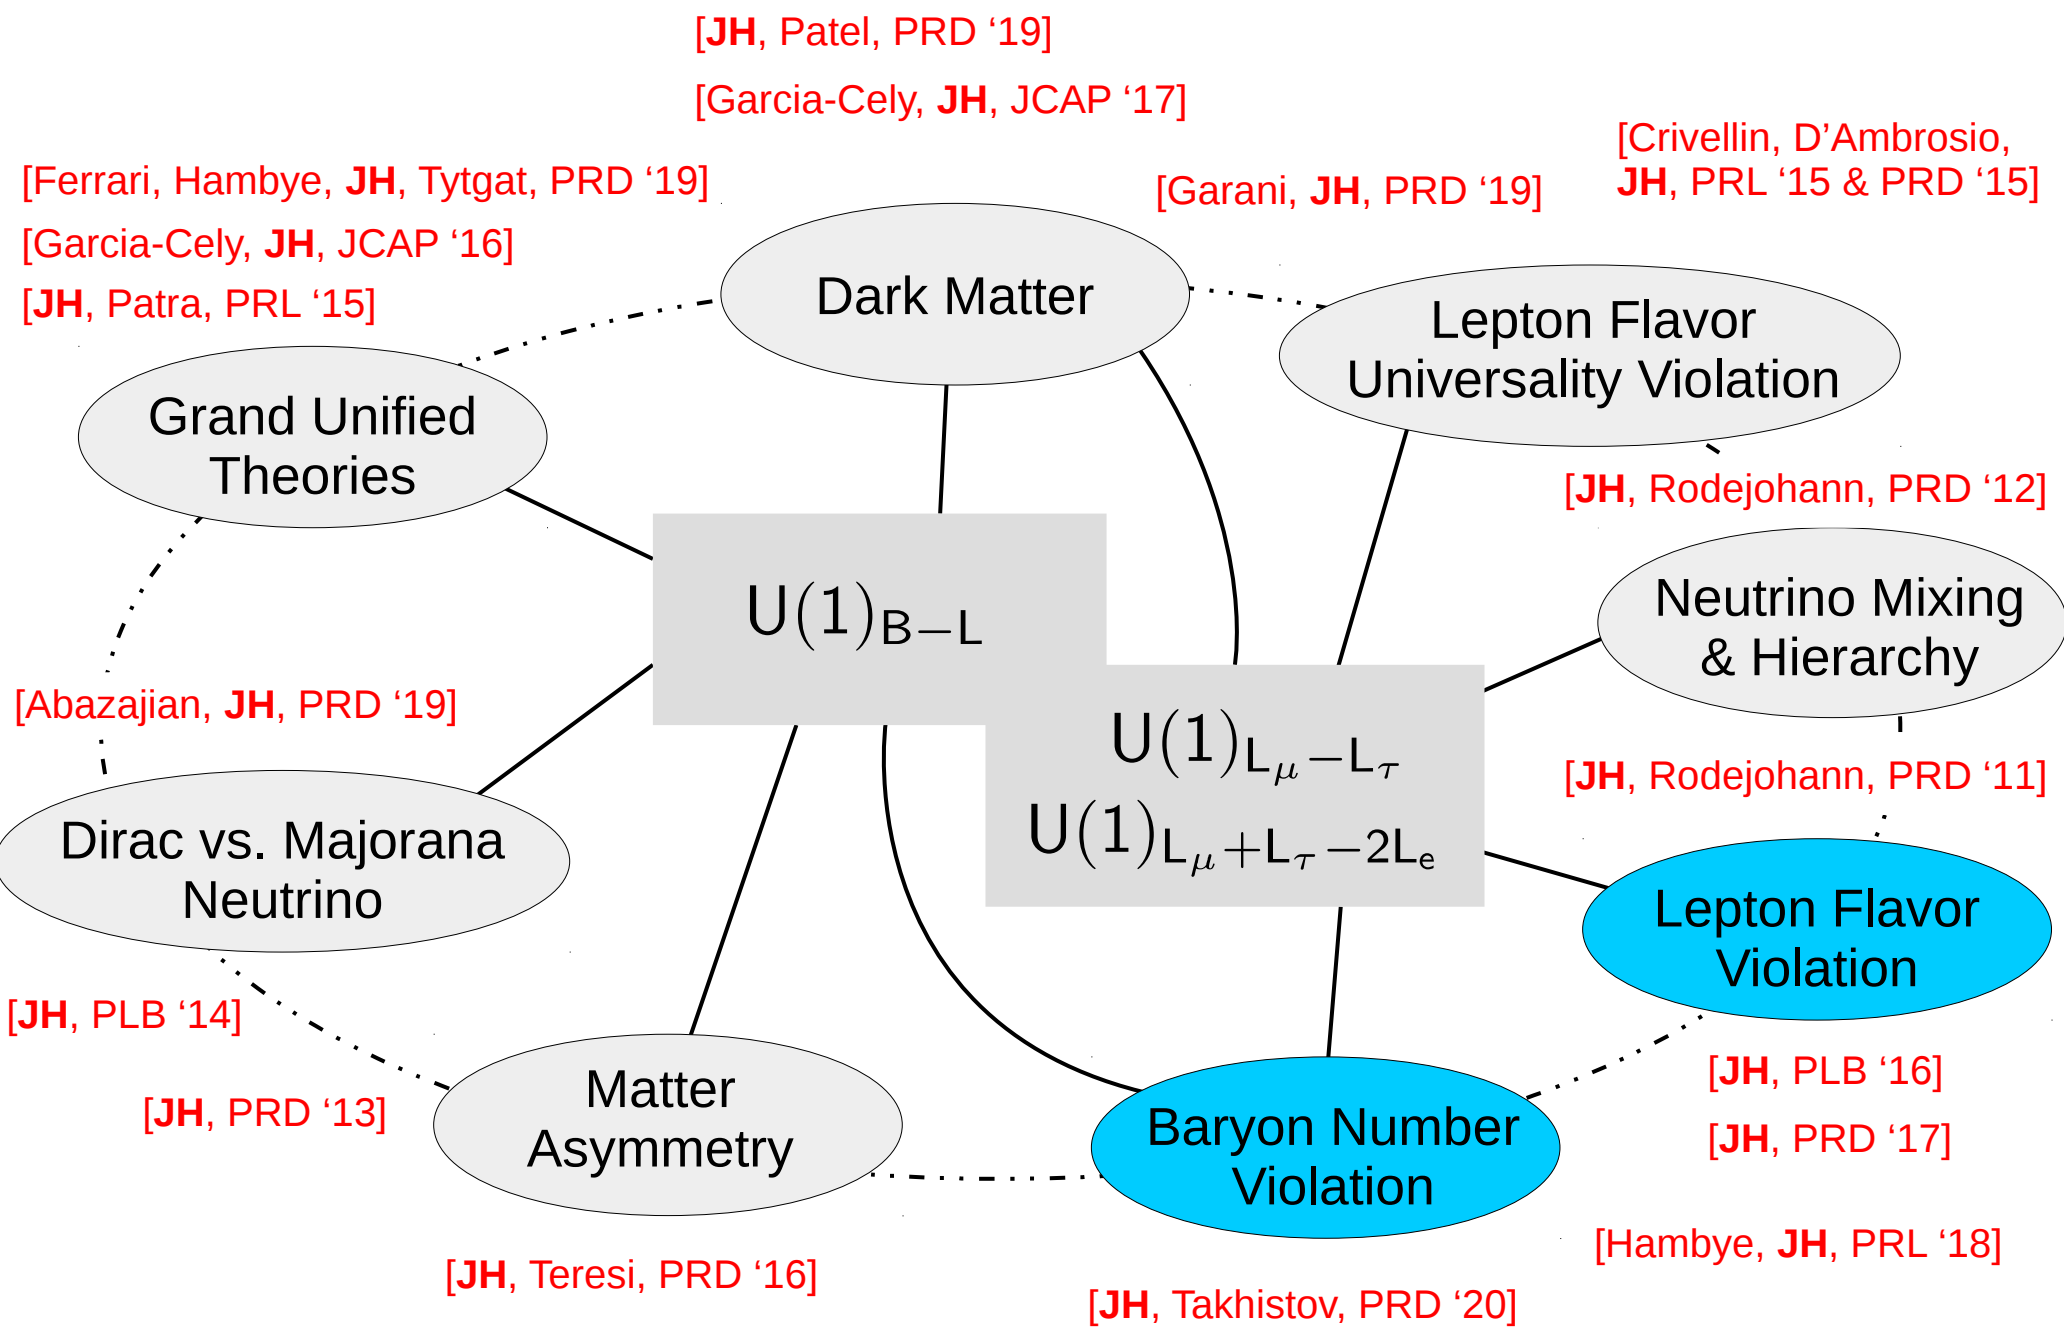 [JH, Patel, PRD ‘19]
[Garcia-Cely, JH, JCAP ‘17]
[Crivellin, D’Ambrosio,
JH, PRL ‘15 & PRD ‘15]
[Ferrari, Hambye, JH, Tytgat, PRD ‘19]
[Garani, JH, PRD ‘19]
[Garcia-Cely, JH, JCAP ‘16]
[JH, Patra, PRL ‘15]
Dark Matter
Lepton Flavor
Universality Violation
Grand Unified
Theories
[JH, Rodejohann, PRD ‘12]
U(1)B−L
Neutrino Mixing
& Hierarchy
[Abazajian, JH, PRD ‘19]
U(1)Lμ−Lτ
U(1)Lμ+Lτ−2Le
[JH, Rodejohann, PRD ‘11]
Dirac vs. Majorana
Neutrino
Lepton Flavor
Violation
[JH, PLB ‘14]
[JH, PRD ‘13]
Matter
Asymmetry
Baryon Number
Violation
[JH, PLB ‘16]
[JH, PRD ‘17]
[Hambye, JH, PRL ‘18]
[JH, Teresi, PRD ‘16]
[JH, Takhistov, PRD ‘20]